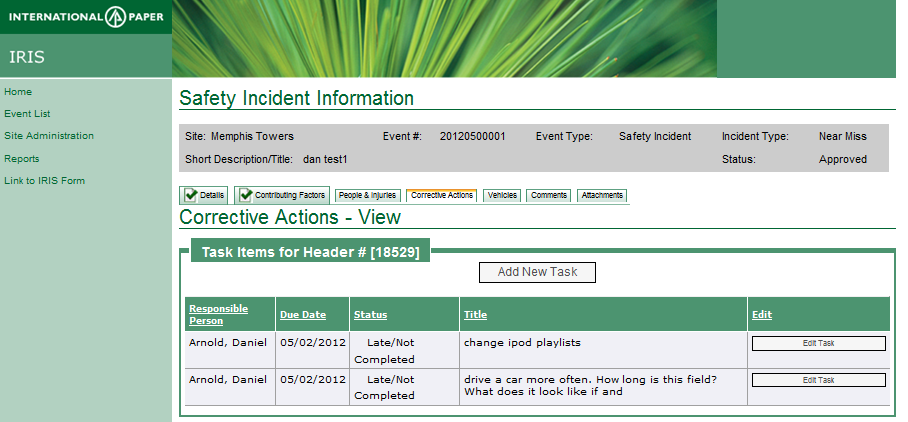 INTERNATIONAL PAPER
IRIS
Home
Event List
Site Administration
Reports
Link to IRIS Form
Safety Incident Information
Site: Memphis Towers Event #: 20120500001 Event Type: Safety Incident Incident Type: Near Miss
Short Description/Title: dan test1 Status: Approved
Details Contributing Factors People & Injuries Corrective Actions Vehicles Comments Attachments
Corrective Actions - View
Task Items for Header # [18529]
Add New Task
Responsible Person Due Date Status Title Edit
Arnold, Daniel 05/02/2012 Late/Not Completed change ipod playlists Edit Task
Arnold, Daniel 05/02/2012 Late/Not Completed drive a car more often. How long is this field? What does it look like if and Edit Task